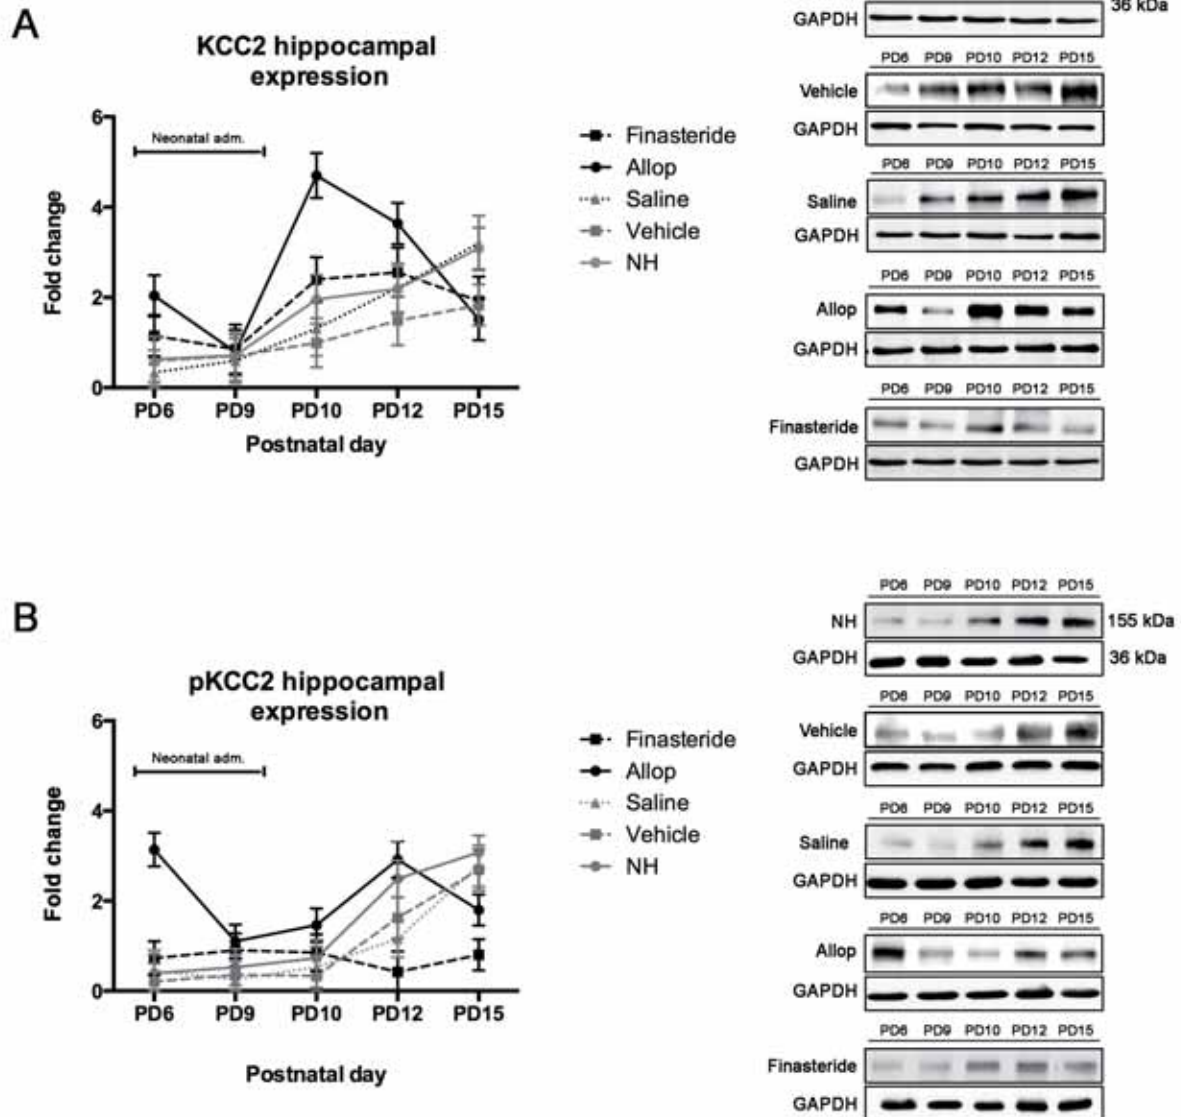 A
KCC2 hippocampal
expression
6
Neonatal adm.
4
2
0
Fold change
PD6 PD9 PD10 PD12 PD15
Postnatal day
Finasteride
Allop
Saline
Vehicle
NH
36 kDa
GAPDH
PD6 PD9 PD10 PD12 PD15
Vehicle
GAPDH
PD6 PD9 PD10 PD12 PD15
Saline
GAPDH
PD6 PD9 PD10 PD12 PD15
Allop
GAPDH
PD6 PD9 PD10 PD12 PD15
Finasteride
GAPDH
B
pKCC2 hippocampal
expression
6
Neonatal adm.
4
2
0
Fold change
PD6 PD9 PD10 PD12 PD15
Postnatal day
Finasteride
Allop
Saline
Vehicle
NH
PD6 PD9 PD10 PD12 PD15
NH 155 kDa
GAPDH 36 kDa
PD6 PD9 PD10 PD12 PD15
Vehicle
GAPDH
PD6 PD9 PD10 PD12 PD15
Saline
GAPDH
PD6 PD9 PD10 PD12 PD15
Allop
GAPDH
PD6 PD9 PD10 PD12 PD15
Finasteride
GAPDH